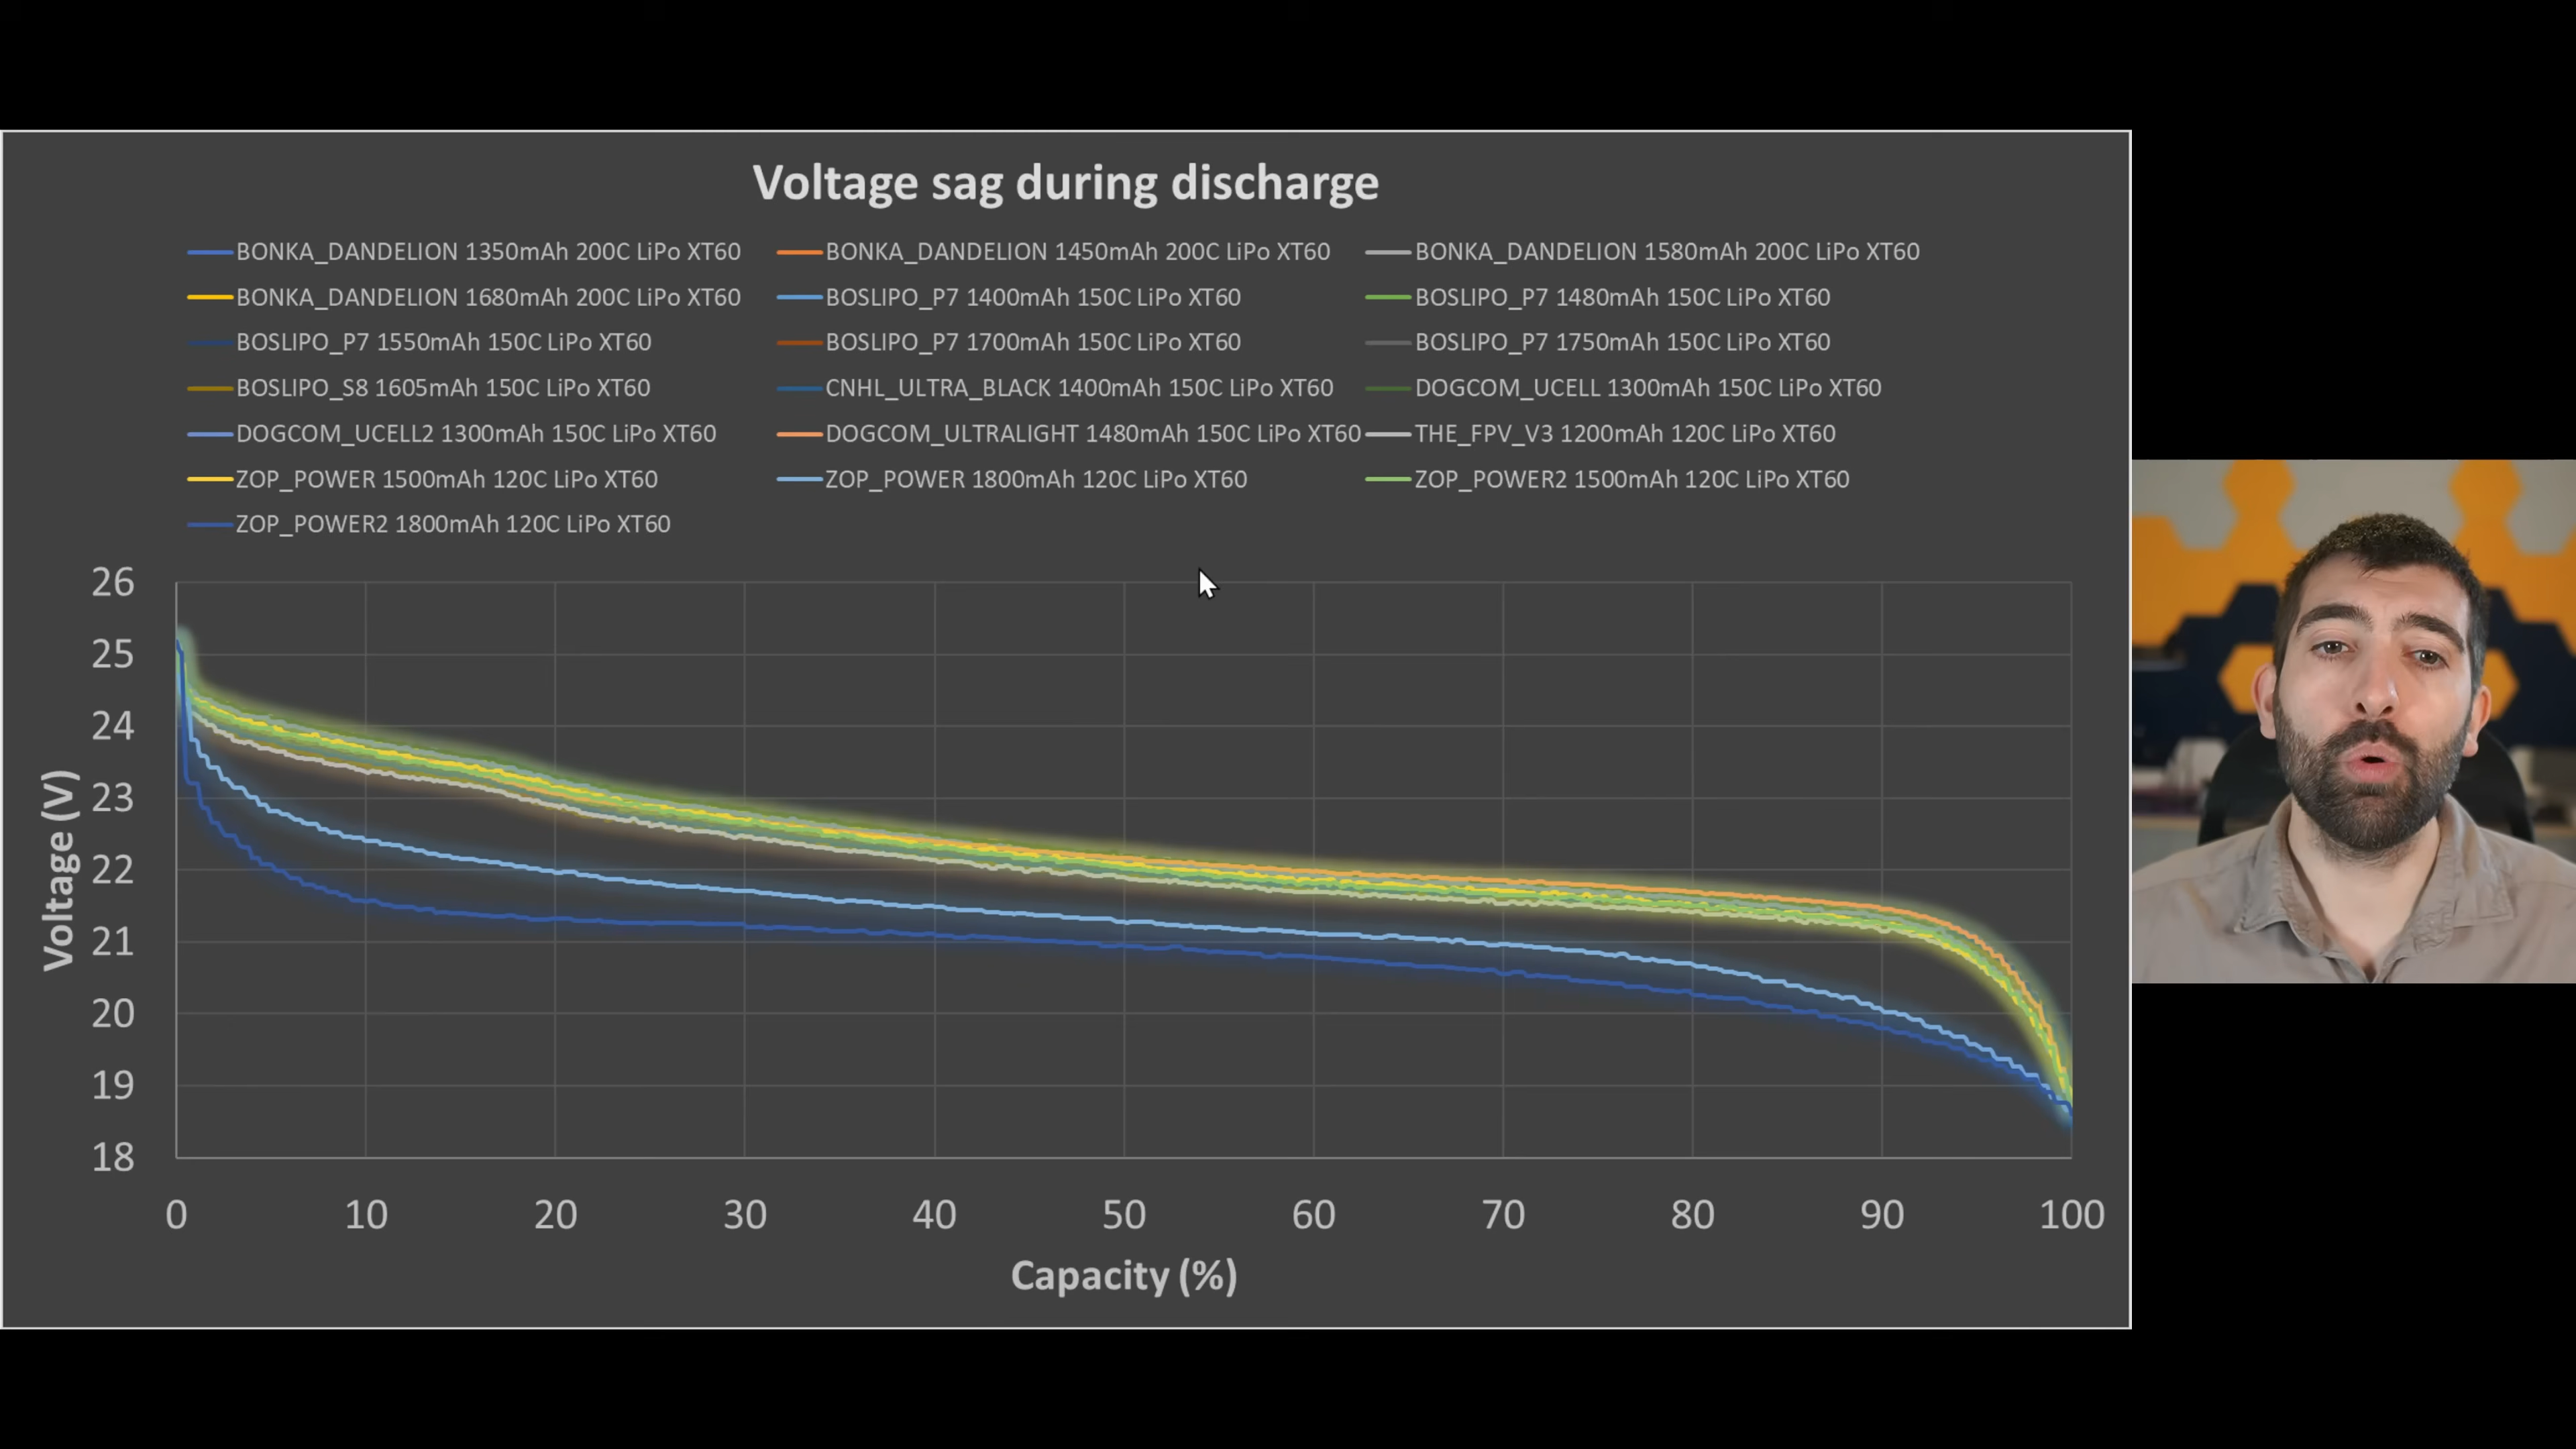 Voltage sag during discharge
BONKA_DANDELION 1350mAh 200C LiPo XT60 BONKA_DANDELION 1450mAh 200C LiPo XT60 BONKA_DANDELION 1580mAh 200C LiPo XT60
BONKA_DANDELION 1680mAh 200C LiPo XT60 BOSLIPO_P7 1400mAh 150C LiPo XT60 BOSLIPO_P7 1480mAh 150C LiPo XT60
BOSLIPO_P7 1550mAh 150C LiPo XT60 BOSLIPO_P7 1700mAh 150C LiPo XT60 BOSLIPO_P7 1750mAh 150C LiPo XT60
BOSLIPO_S8 1605mAh 150C LiPo XT60 CNHL_ULTRA_BLACK 1400mAh 150C LiPo XT60 DOGCOM_UCELL 1300mAh 150C LiPo XT60
DOGCOM_UCELL2 1300mAh 150C LiPo XT60 DOGCOM_ULTRALIGHT 1480mAh 150C LiPo XT60 THE_FPV_V3 1200mAh 120C LiPo XT60
ZOP_POWER 1500mAh 120C LiPo XT60 ZOP_POWER 1800mAh 120C LiPo XT60 ZOP_POWER2 1500mAh 120C LiPo XT60
ZOP_POWER2 1800mAh 120C LiPo XT60
Voltage (V)
26
25
24
23
22
21
20
19
18
0 10 20 30 40 50 60 70 80 90 100
Capacity (%)